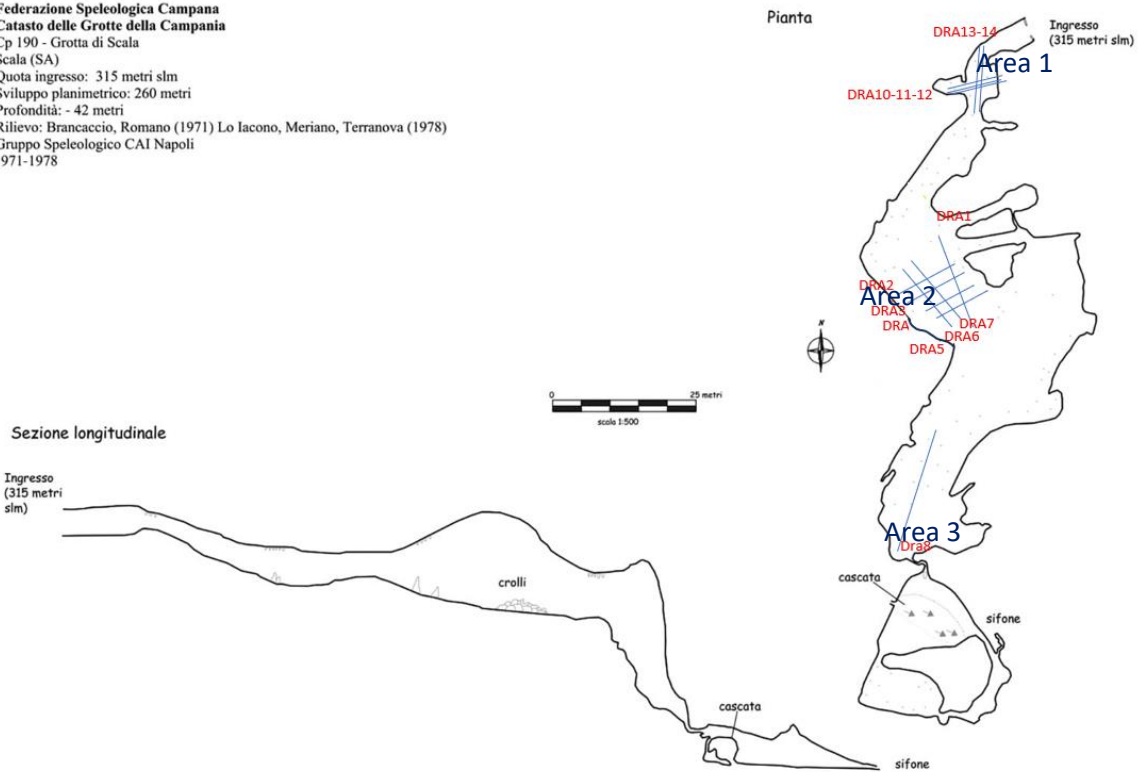 Federazione Speleologica Campana
Catasto delle Grotte della Campania
Cp 190 - Grotta di Scala
Scala (SA)
Quota ingresso: 315 metri slm
Sviluppo planimetrico: 260 metri
Profondità: - 42 metri
Rilievo: Brancaccio, Romano (1971) Lo Iacono, Meriano, Terranova (1978)
Gruppo Speleologico CAI Napoli
1971-1978
Pianta
Ingresso
(315 metri slm)
DRA13-14
Area 1
DRA10-11-12
DRA1
DRA2
Area 2
DRA3
DRA
DRA7
DRA6
DRA5
N
0 25 metri
scala 1:500
Area 3
Dra8
cascata
sifone
Sezione longitudinale
Ingresso
(315 metri
slm)
crolli
cascata
sifone